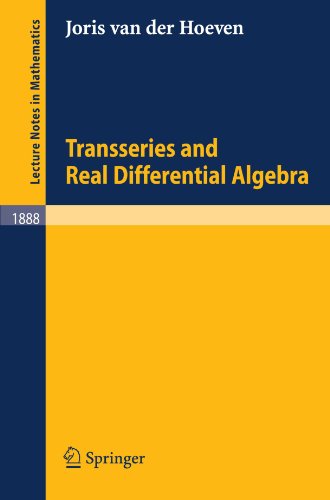 Joris van der Hoeven
Lecture Notes in Mathematics
Transseries and
Real Differential Algebra
1888
Springer